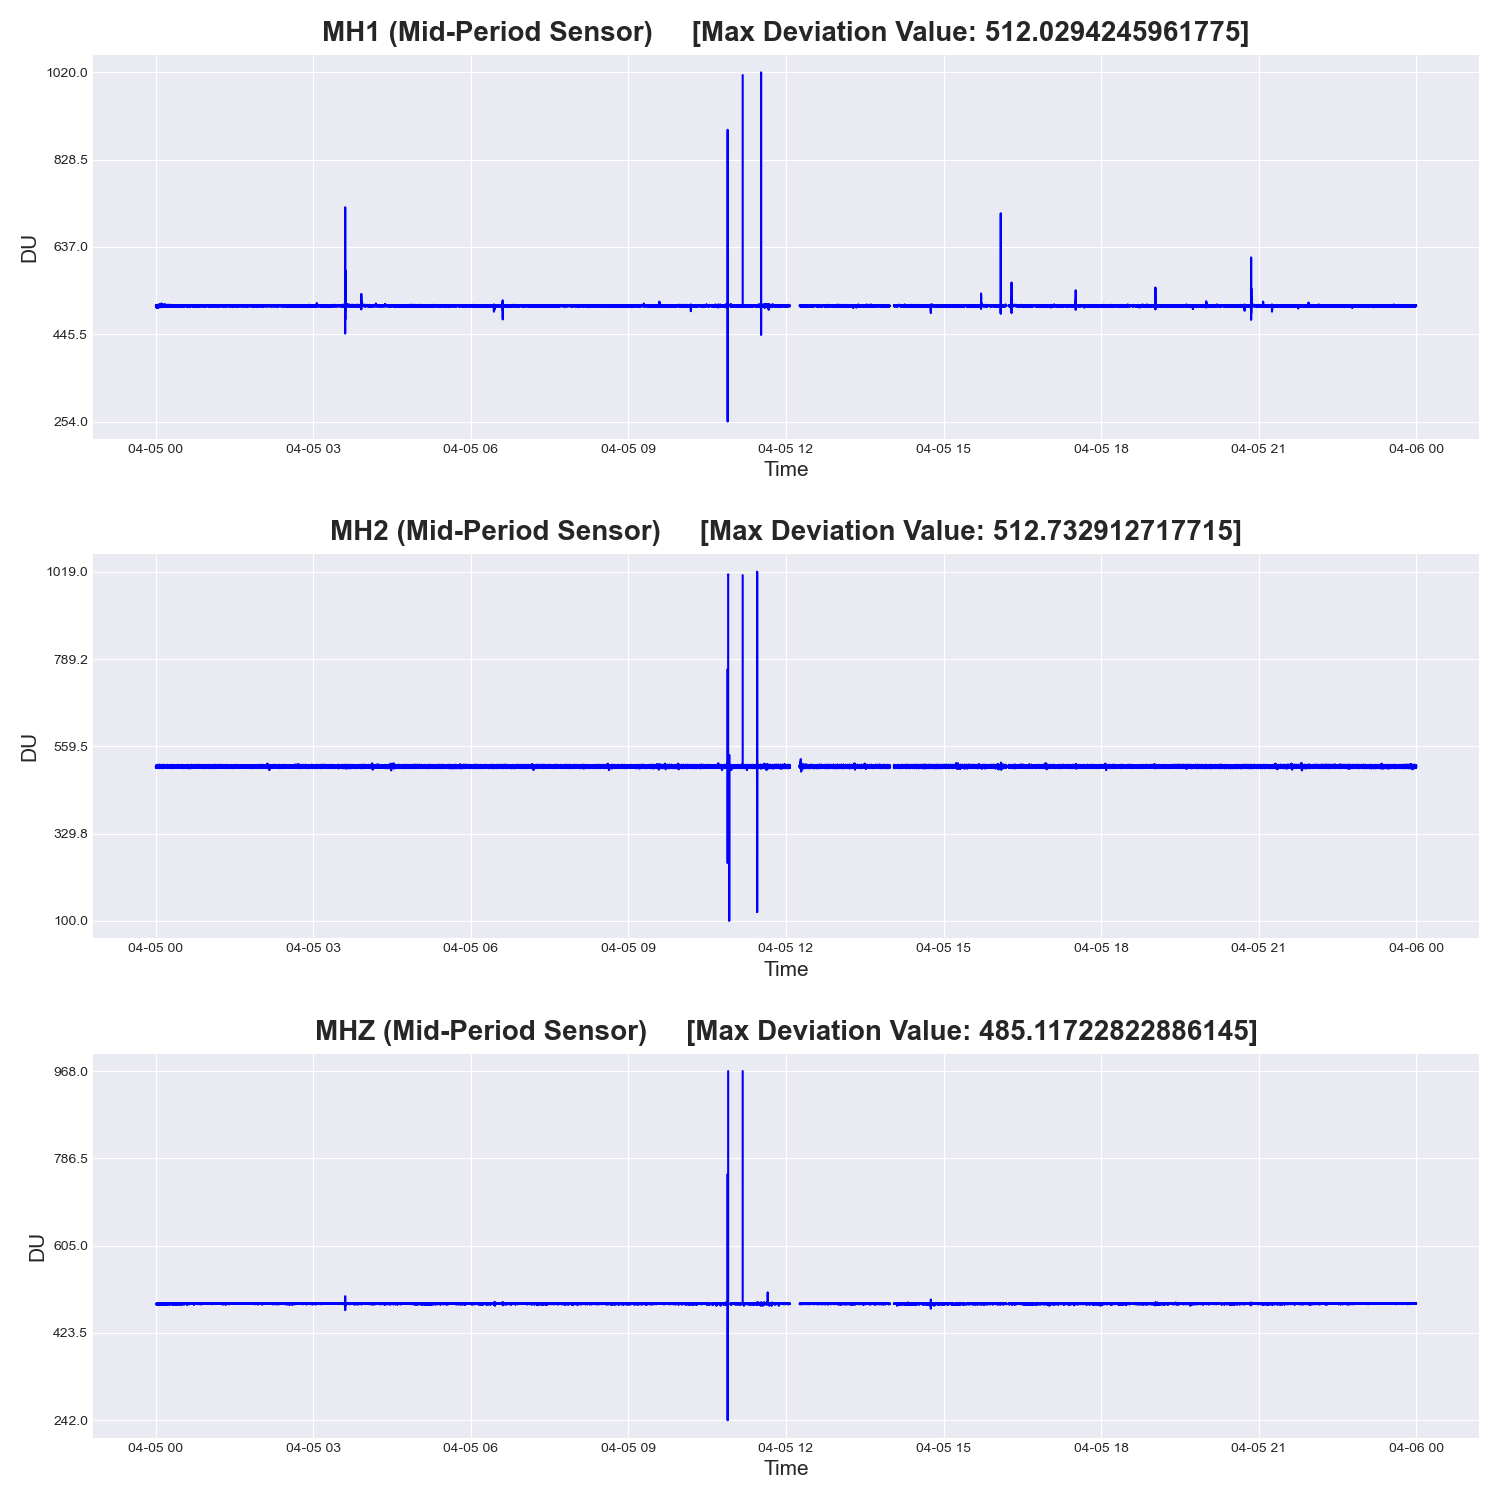 MH1 (Mid-Period Sensor) [Max Deviation Value: 512.0294245961775]
1020.0
828.5
637.0
445.5
254.0
DU
04-05 00 04-05 03 04-05 06 04-05 09 04-05 12 04-05 15 04-05 18 04-05 21 04-06 00
Time
MH2 (Mid-Period Sensor) [Max Deviation Value: 512.732912717715]
1019.0
789.2
559.5
329.8
100.0
DU
04-05 00 04-05 03 04-05 06 04-05 09 04-05 12 04-05 15 04-05 18 04-05 21 04-06 00
Time
MHZ (Mid-Period Sensor) [Max Deviation Value: 485.11722822886145]
968.0
786.5
605.0
423.5
242.0
DU
04-05 00 04-05 03 04-05 06 04-05 09 04-05 12 04-05 15 04-05 18 04-05 21 04-06 00
Time